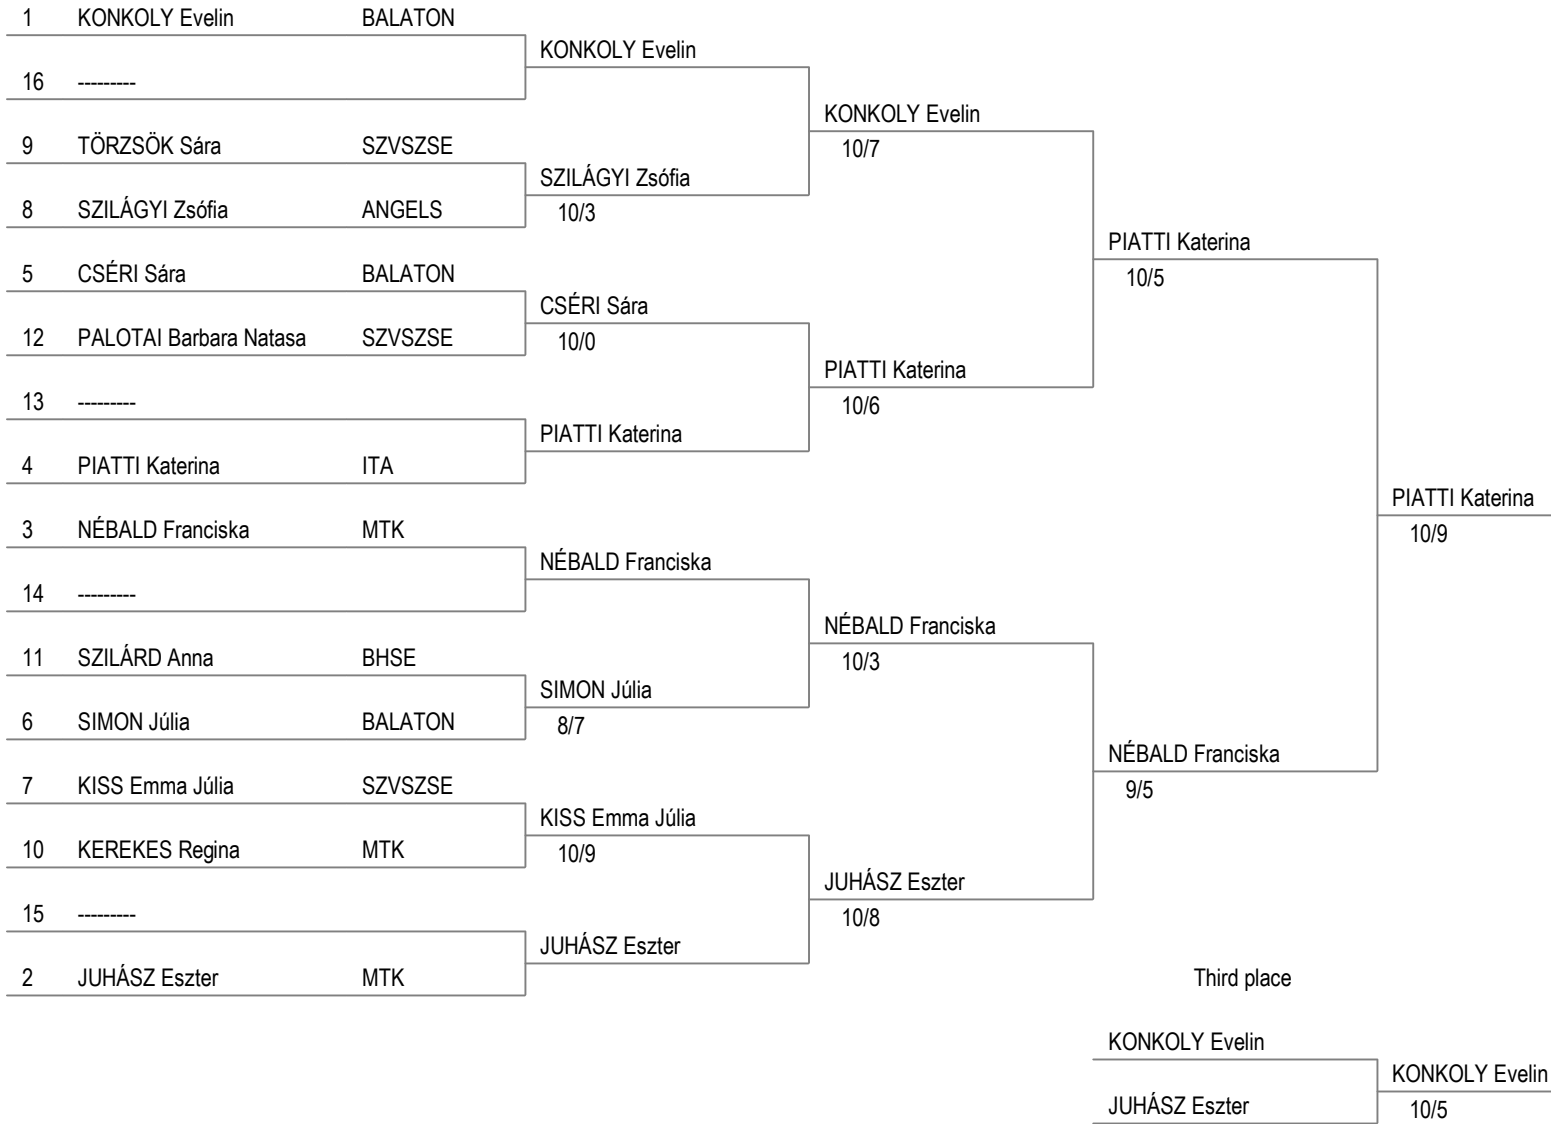 1 KONKOLY Evelin BALATON
KONKOLY Evelin
16 ---------
KONKOLY Evelin
9 TÖRZSÖK Sára SZVSZSE
10/7
SZILÁGYI Zsófia
8 SZILÁGYI Zsófia ANGELS
10/3
PIATTI Katerina
5 CSÉRI Sára BALATON
10/5
CSÉRI Sára
12 PALOTAI Barbara Natasa SZVSZSE
10/0
PIATTI Katerina
13 ---------
10/6
PIATTI Katerina
4 PIATTI Katerina ITA
PIATTI Katerina
3 NÉBALD Franciska MTK
10/9
NÉBALD Franciska
14 ---------
NÉBALD Franciska
11 SZILÁRD Anna BHSE
10/3
SIMON Júlia
6 SIMON Júlia BALATON
8/7
NÉBALD Franciska
7 KISS Emma Júlia SZVSZSE
9/5
KISS Emma Júlia
10 KEREKES Regina MTK
10/9
JUHÁSZ Eszter
15 ---------
10/8
JUHÁSZ Eszter
2 JUHÁSZ Eszter MTK
Third place
KONKOLY Evelin
KONKOLY Evelin
JUHÁSZ Eszter
10/5